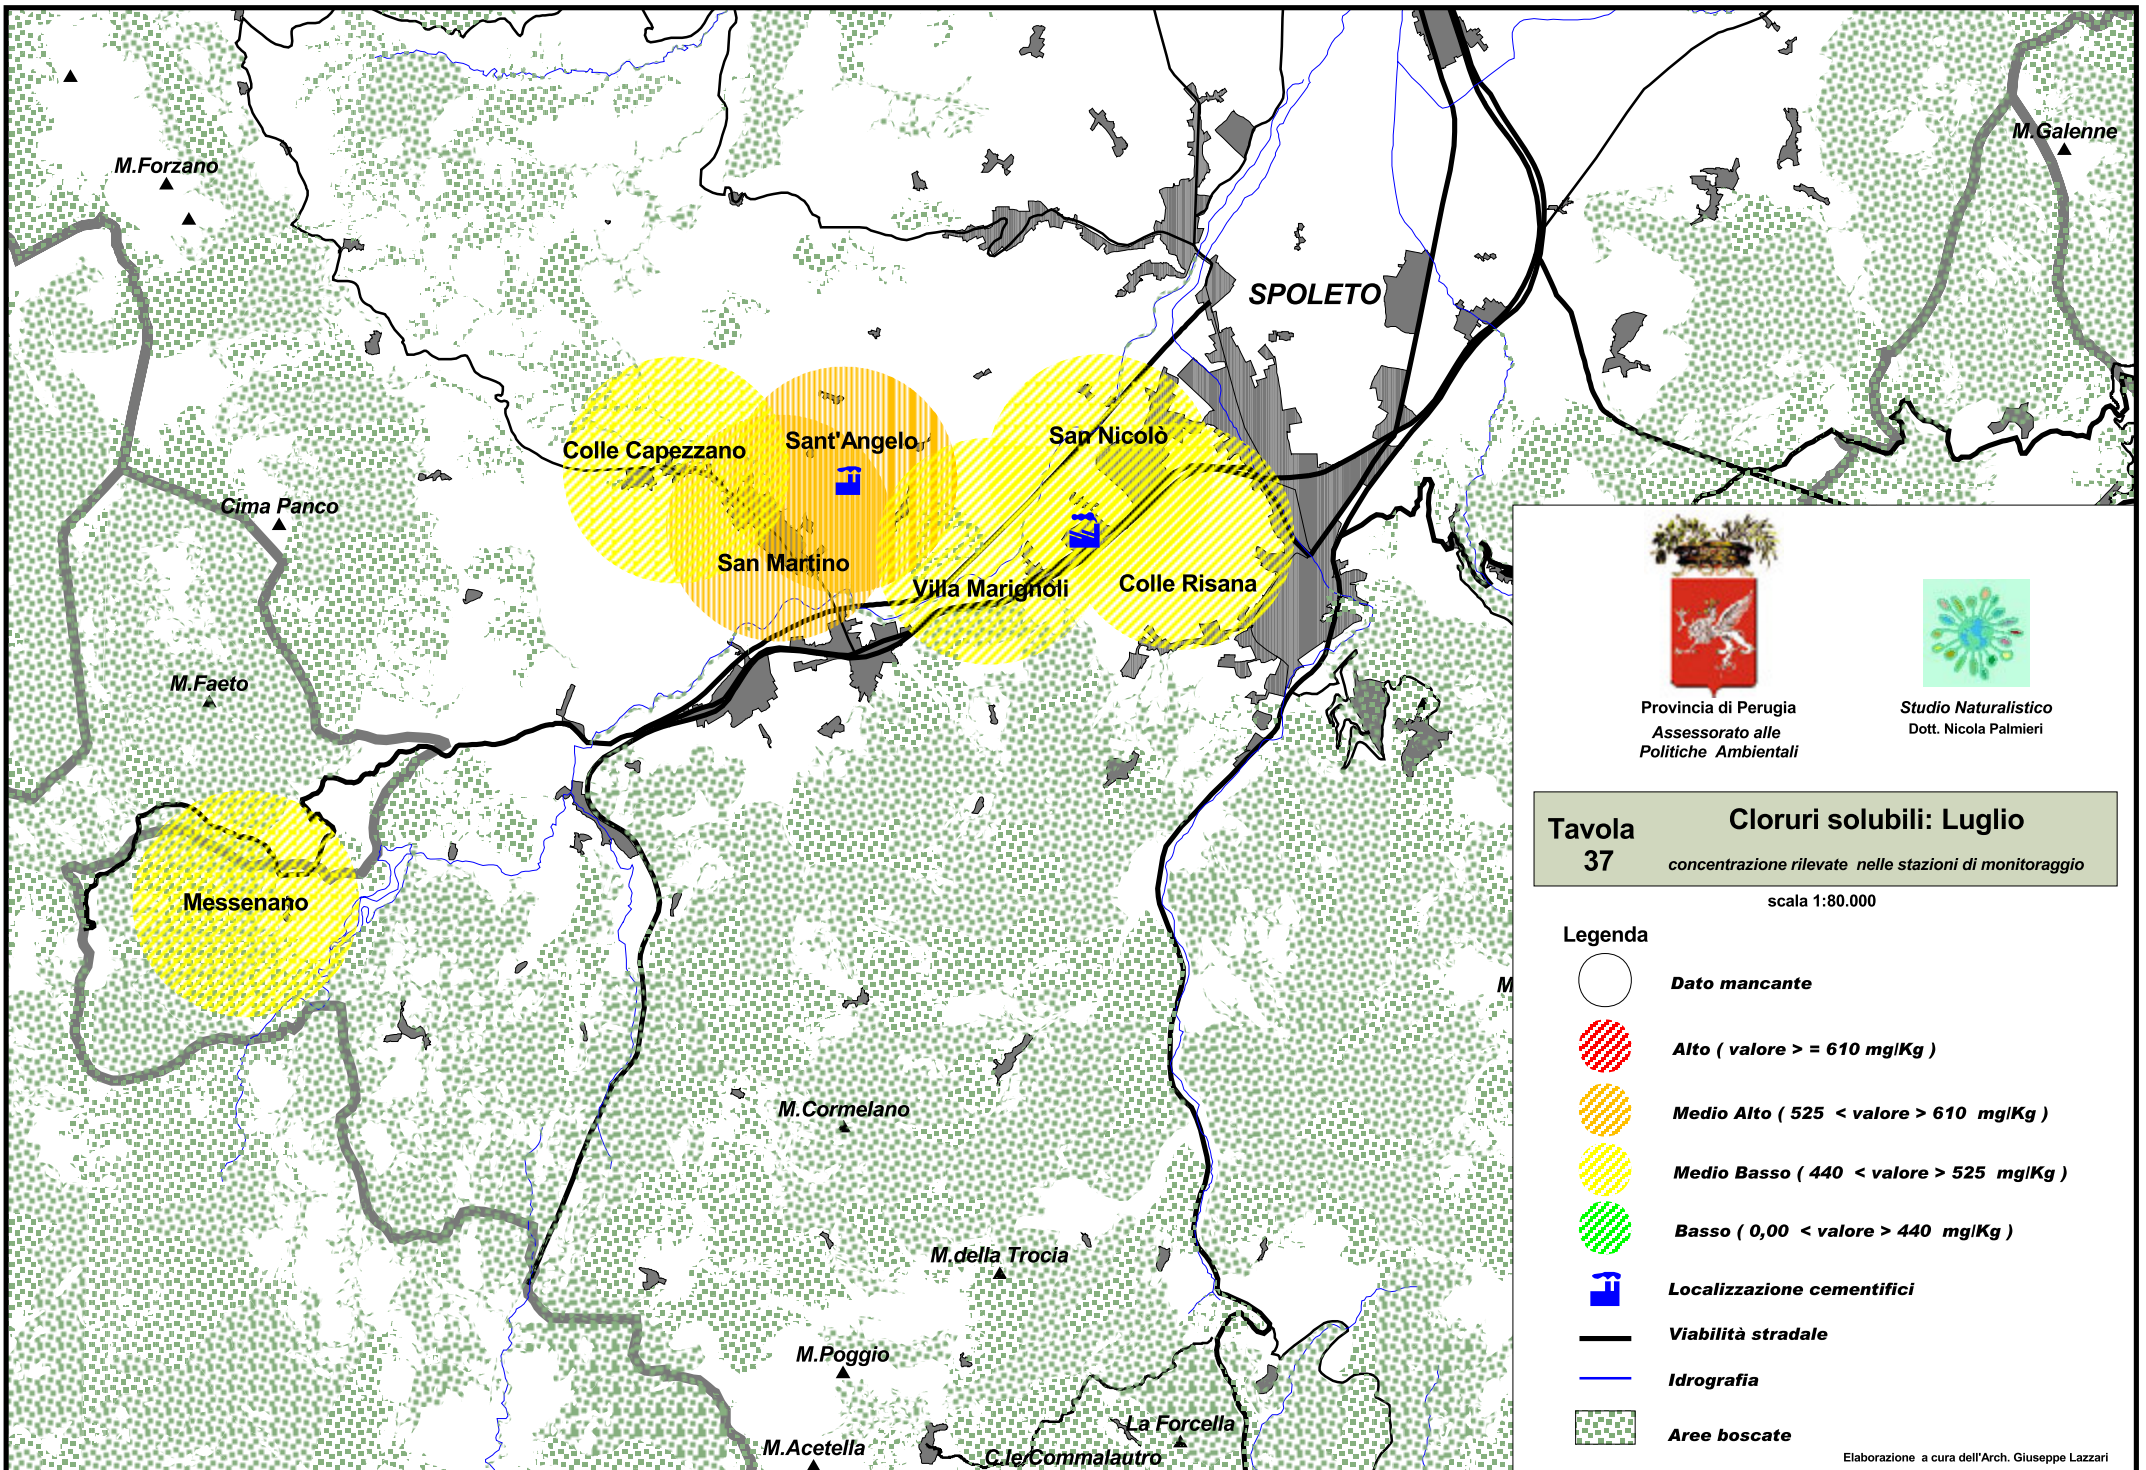 M.Galenne
M.Forzano
SPOLETO
San Nicolò
Sant'Angelo
Colle Capezzano
Cima Panco
San Martino
Colle Risana
Villa Marignoli
M.Faeto
Messenano
M
M.Cormelano
M.della Trocia
M.Poggio
La Forcella
M.Acetella
C.le Commalautro
Provincia di Perugia
Assessorato alle
Politiche Ambientali
Studio Naturalistico
Dott. Nicola Palmieri
Tavola
37
Cloruri solubili: Luglio
concentrazione rilevate nelle stazioni di monitoraggio
scala 1:80.000
Legenda
Dato mancante
Alto ( valore > = 610 mg/Kg )
Medio Alto ( 525 < valore > 610 mg/Kg )
Medio Basso ( 440 < valore > 525 mg/Kg )
Basso ( 0,00 < valore > 440 mg/Kg )
Localizzazione cementifici
Viabilità stradale
Idrografia
Aree boscate
Elaborazione a cura dell'Arch. Giuseppe Lazzari